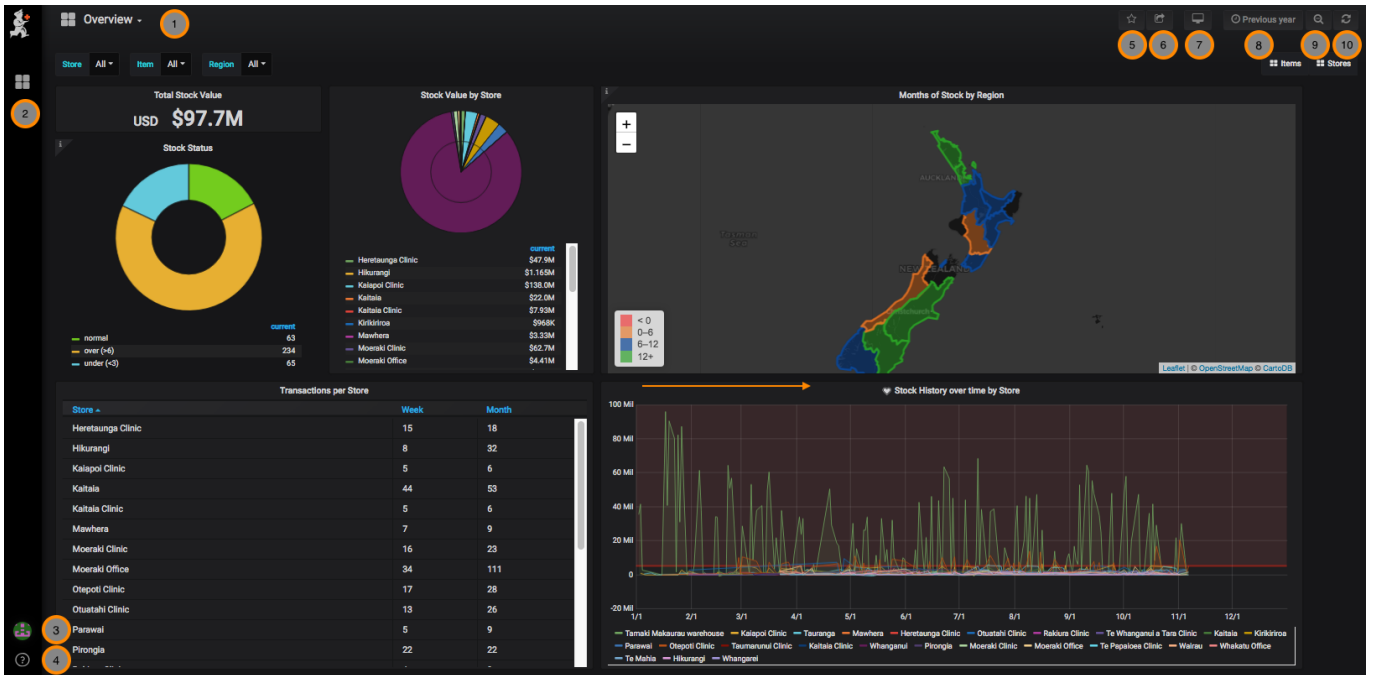 Overview
1
5
6
7
Previous year
8
9
10
Store All
Item All
Region All
Items
Stores
2
Total Stock Value
USD $97.7M
Stock Status
current
normal 63
over (>6) 234
under (<3) 65
Stock Value by Store
current
Heretaunga Clinic $47.9M
Hikurangi $1.165M
Kaiapoi Clinic $138.0M
Kaitaia $22.0M
Kaitaia Clinic $7.93M
Kirikiriroa $968K
Mawhera $3.33M
Moeraki Clinic $62.7M
Moeraki Office $4.41M
Months of Stock by Region
+
−
AUCKLAN
Tasman
Sea
NEW ZEALAND
< 0
0–6
6–12
12+
Leaflet | © OpenStreetMap © CartoDB
Transactions per Store
Store Week Month
Heretaunga Clinic 15 18
Hikurangi 8 32
Kaiapoi Clinic 5 6
Kaitaia 44 53
Kaitaia Clinic 5 6
Mawhera 7 9
Moeraki Clinic 16 23
Moeraki Office 34 111
Otepoti Clinic 17 28
Otuatahi Clinic 13 26
Parawai 5 9
Pirongia 22 22
3
4
?
Stock History over time by Store
100 Mil
80 Mil
60 Mil
40 Mil
20 Mil
0
-20 Mil
1/1 2/1 3/1 4/1 5/1 6/1 7/1 8/1 9/1 10/1 11/1 12/1
Tamaki Makaurau warehouse Kaiapoi Clinic Tauranga Mawhera Heretaunga Clinic Otuatahi Clinic Rakiura Clinic Te Whanganui a Tara Clinic Kaitaia Kirikiriroa
Parawai Otepoti Clinic Taumarunui Clinic Kaitaia Clinic Whanganui Pirongia Moeraki Clinic Moeraki Office Te Papaioea Clinic Wairau Whakatu Office
Te Mahia Hikurangi Whangarei